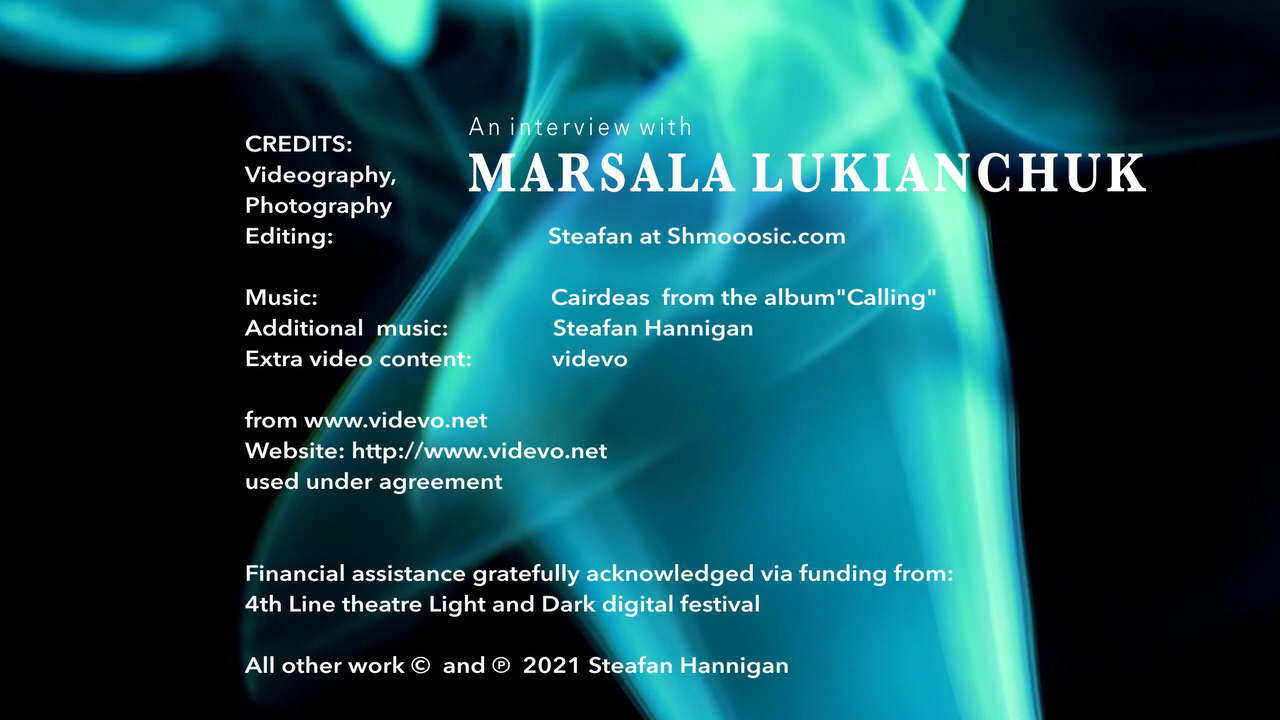 An interview with
MARSALA LUKIANCHUK
CREDITS:
Videography,
Photography
Editing: Steafan at Shmooosic.com
Music: Cairdeas from the album"Calling"
Additional music: Steafan Hannigan
Extra video content: videvo
from www.videvo.net
Website: http://www.videvo.net
used under agreement
Financial assistance gratefully acknowledged via funding from:
4th Line theatre Light and Dark digital festival
All other work © and ℗ 2021 Steafan Hannigan